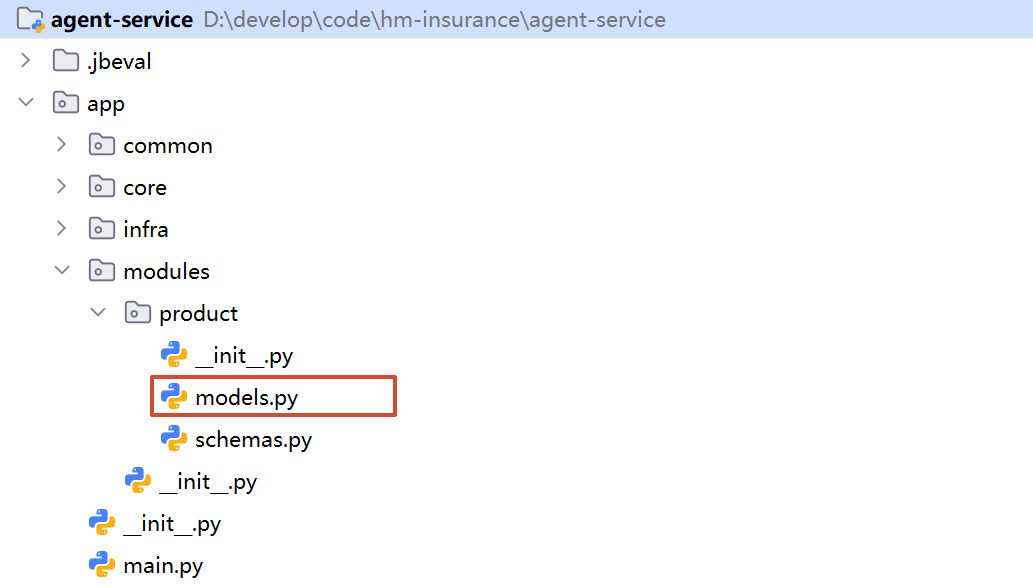 agent-service D:\develop\code\hm-insurance\agent-service
.jbeval
app
common
core
infra
modules
product
__init__.py
models.py
schemas.py
__init__.py
__init__.py
main.py